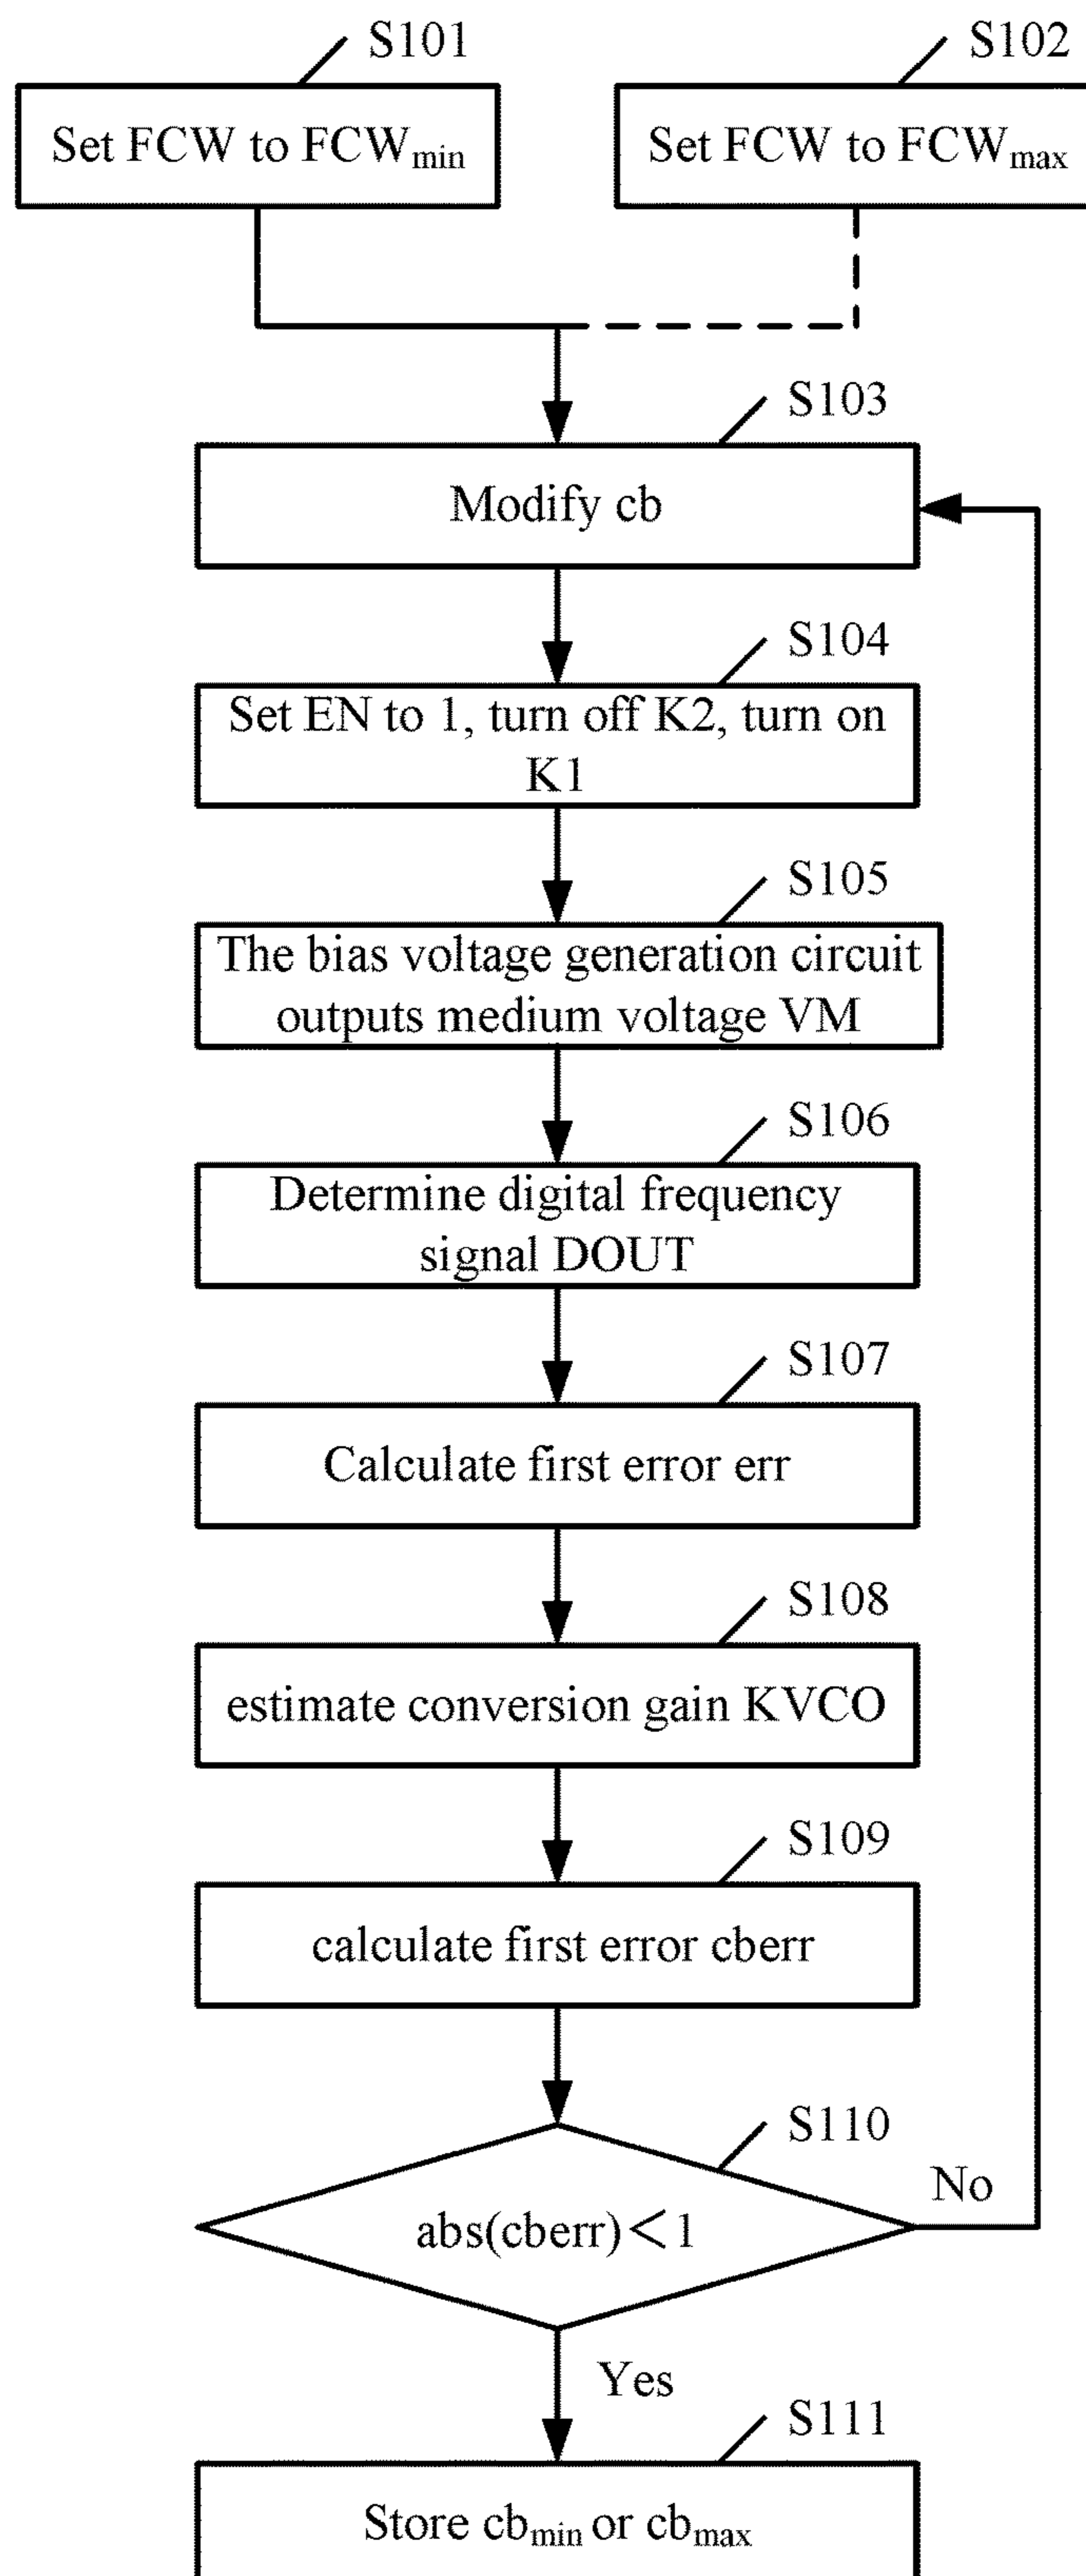 S101
S102
Set FCW to FCWmin
Set FCW to FCWmax
S103
Modify cb
S104
Set EN to 1, turn off K2, turn on
K1
S105
The bias voltage generation circuit
outputs medium voltage VM
S106
Determine digital frequency
signal DOUT
S107
Calculate first error err
S108
estimate conversion gain KVCO
S109
calculate first error cberr
S110
abs(cberr)<1
No
Yes
S111
Store cbmin or cbmax